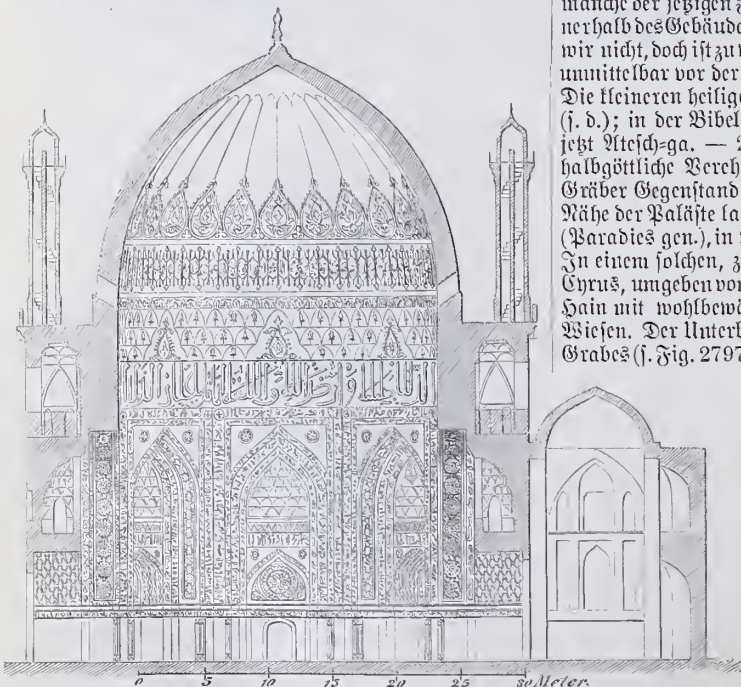 manche der jetzigen
nerhalb des Gebäude
wir nicht, doch ist zu
unmittelbar vor der
Die kleineren heilige
(s. d.); in der Bibel
jetzt Atesch-ga. —
halbgöttliche Vereh
Gräber Gegenstand
Nähe der Paläste la
(Paradies gen.), in
In einem solchen, z
Cyrus, umgeben von
Hain mit wohlbewä
Wiesen. Der Unterb
Grabes (s. Fig. 2797
0 5 10 15 20 25 30 Meter.